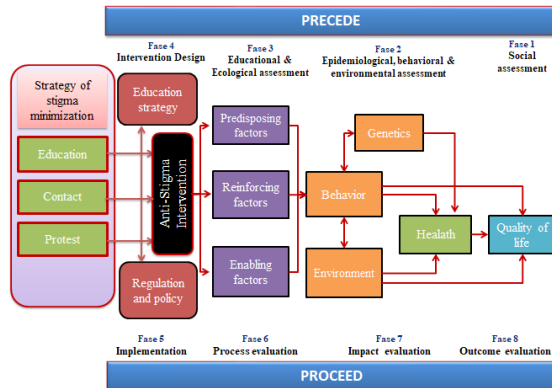 PRECEDE
Fase 4
Intervention Design
Fase 3
Educational &
Ecological assessment
Fase 2
Epidemiological, behavioral &
environmental assessment
Fase 1
Social
assessment
Strategy of
stigma
minimization
Education
Contact
Protest
Education
strategy
Anti-Stigma
Intervention
Regulation
and policy
Predisposing
factors
Reinforcing
factors
Enabling
factors
Genetics
Behavior
Environment
Healath
Quality of
life
Fase 5
Implementation
Fase 6
Process evaluation
Fase 7
Impact evaluation
Fase 8
Outcome evaluation
PROCEED